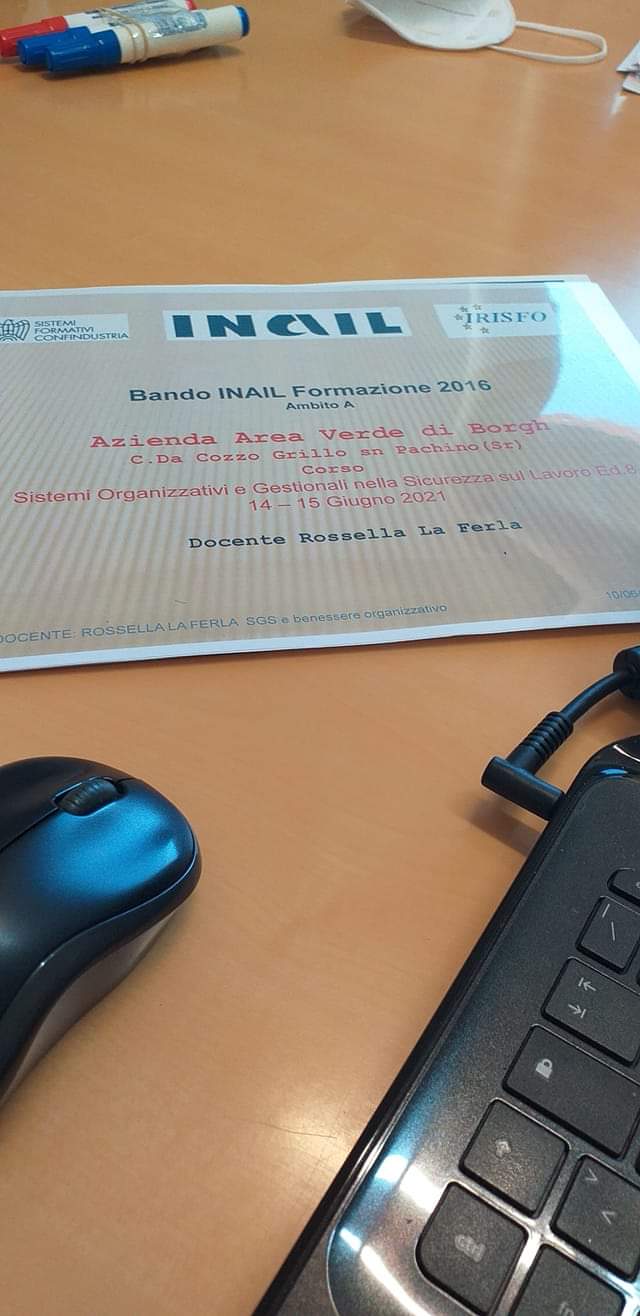 SISTEMI
FORMATIVI
CONFINDUSTRIA
INAIL
IRISFO
Bando INAIL Formazione 2016
Ambito A
Azienda Area Verde di Borgh
C.Da Cozzo Grillo sn Pachino(Sr)
Corso
Sistemi Organizzativi e Gestionali nella Sicurezza sul Lavoro Ed.8
14 – 15 Giugno 2021
Docente Rossella La Ferla
DOCENTE: ROSSELLA LA FERLA SGS e benessere organizzativo
10/06
ctrl